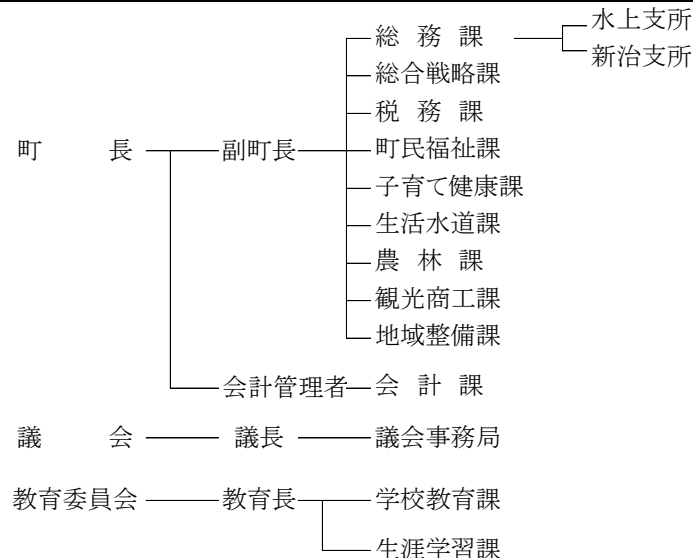 総務課 水上支所
新治支所
総合戦略課
税務課
町長 副町長 町民福祉課
子育て健康課
生活水道課
農林課
観光商工課
地域整備課
会計管理者 会計課
議会 議長 議会事務局
教育委員会 教育長 学校教育課
生涯学習課